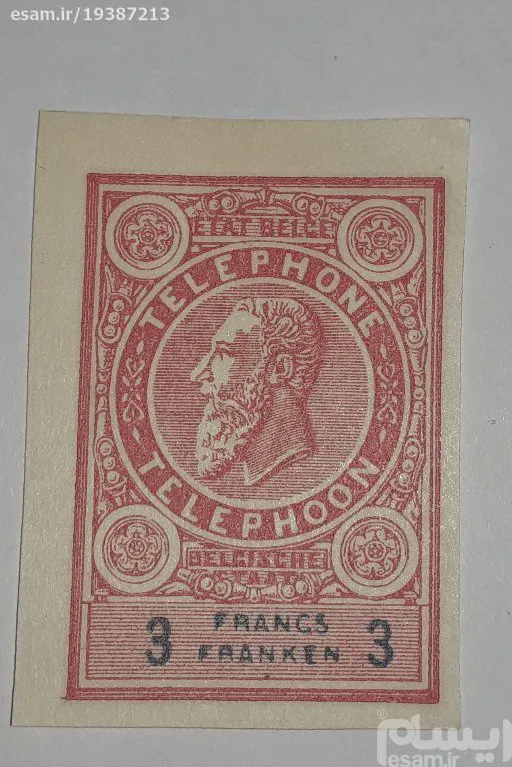 esam.ir/19387213
ETAT BELGE
TELEPHONE
TELEPHOON
BELGISCHE
STAAT
3 FRANCS 3
FRANKEN
ایسام
esam.ir